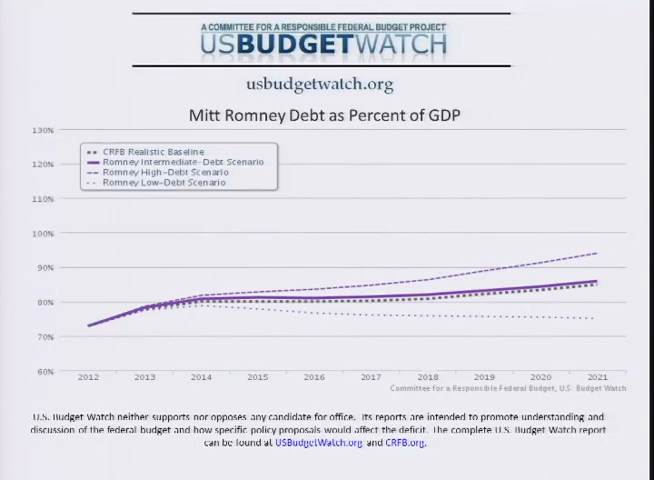 A COMMITTEE FOR A RESPONSIBLE FEDERAL BUDGET PROJECT
USBUDGETWATCH
usbudgetwatch.org
Mitt Romney Debt as Percent of GDP
130%
CRFB Realistic Baseline
Romney Intermediate-Debt Scenario
Romney High-Debt Scenario
Romney Low-Debt Scenario
120%
110%
100%
90%
80%
70%
60%
2012 2013 2014 2015 2016 2017 2018 2019 2020 2021
Committee for a Responsible Federal Budget, U.S. Budget Watch
U.S. Budget Watch neither supports nor opposes any candidate for office. Its reports are intended to promote understanding and
discussion of the federal budget and how specific policy proposals would affect the deficit. The complete U.S. Budget Watch report
can be found at USBudgetWatch.org and CRFB.org.